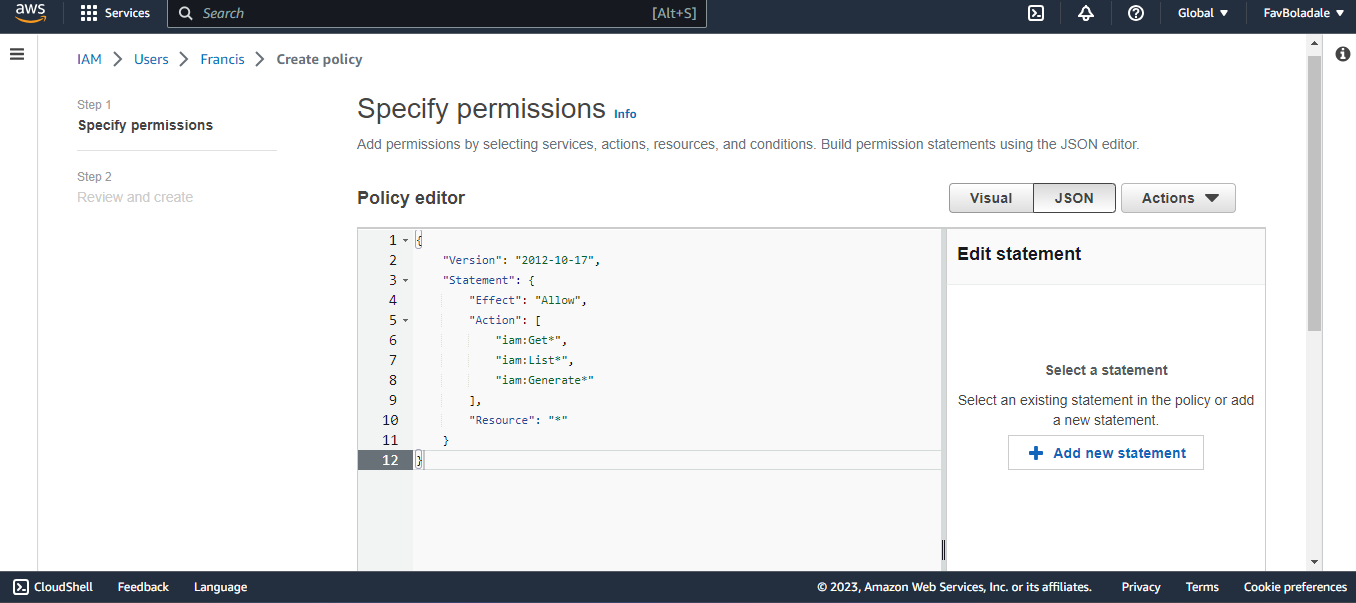 aws
Services
Search
[Alt+S]
Global
FavBoladale
IAM > Users > Francis > Create policy
Step 1
Specify permissions
Step 2
Review and create
Specify permissions Info
Add permissions by selecting services, actions, resources, and conditions. Build permission statements using the JSON editor.
Policy editor
Visual
JSON
Actions
1 {
2 "Version": "2012-10-17",
3 "Statement": {
4 "Effect": "Allow",
5 "Action": [
6 "iam:Get*",
7 "iam:List*",
8 "iam:Generate*"
9 ],
10 "Resource": "*"
11 }
12 }
Edit statement
Select a statement
Select an existing statement in the policy or add
a new statement.
+ Add new statement
CloudShell
Feedback
Language
© 2023, Amazon Web Services, Inc. or its affiliates.
Privacy
Terms
Cookie preferences